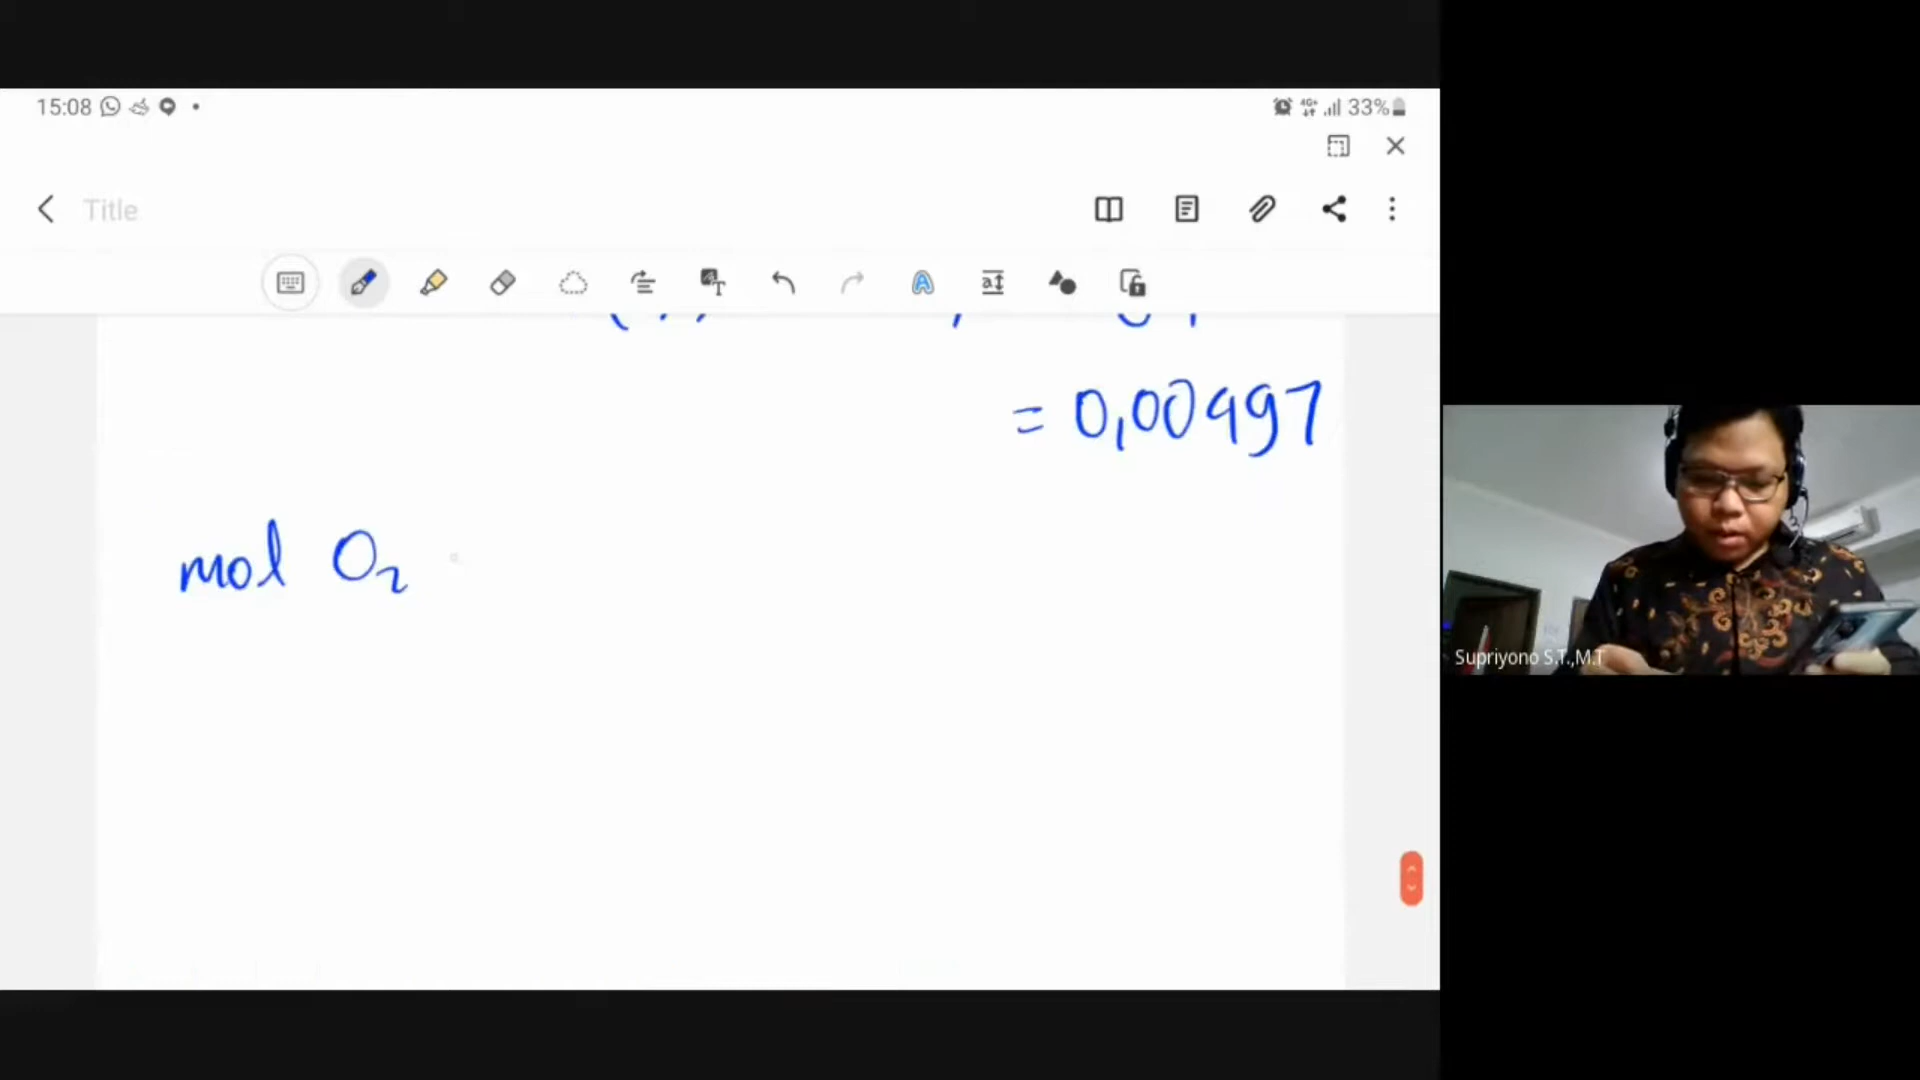 15:08
33%
Title
= 0,00497
mol O₂
Supriyono S.T.,M.T